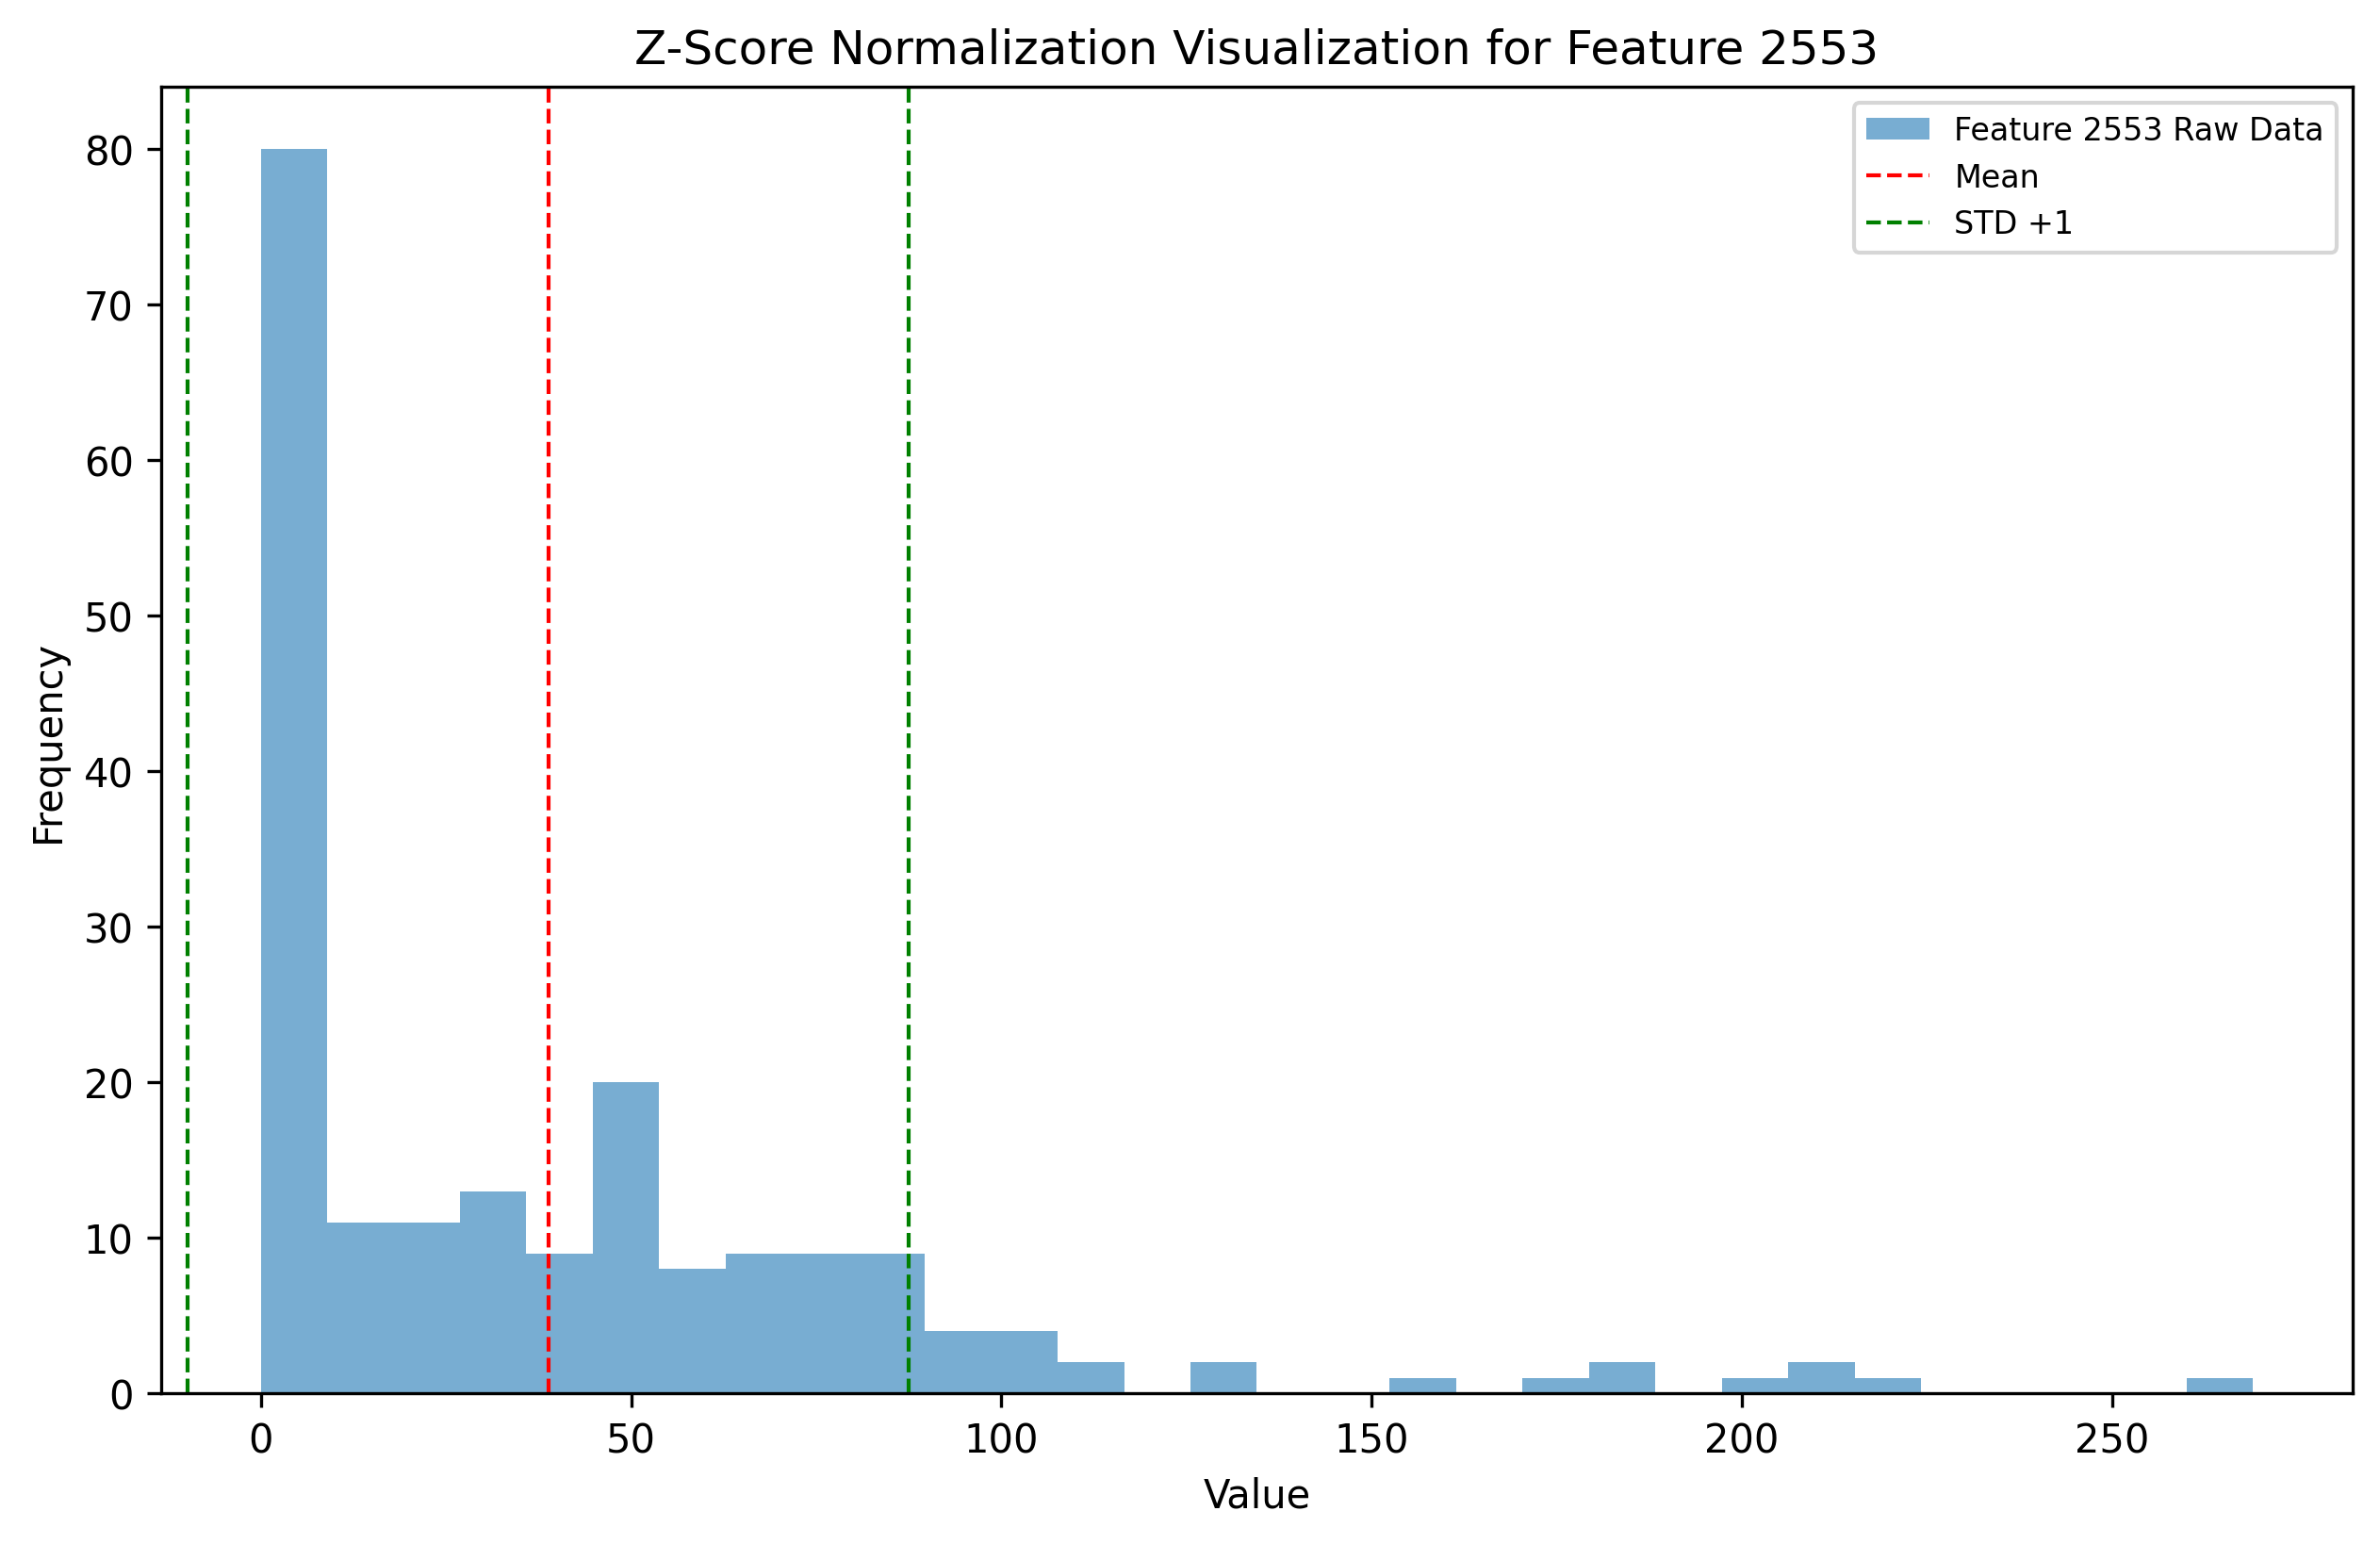 Z-Score Normalization Visualization for Feature 2553
Feature 2553 Raw Data
Mean
STD +1
80
70
60
50
40
30
20
10
0
Frequency
0 50 100 150 200 250
Value